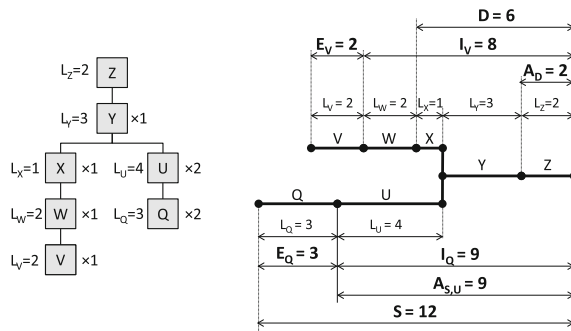 L_Z=2 Z
L_Y=3 Y ×1
L_X=1 X ×1 L_U=4 U ×2
L_W=2 W ×1 L_Q=3 Q ×2
L_V=2 V ×1
D = 6
E_V = 2 I_V = 8
A_D = 2
L_V = 2 L_W = 2 L_X=1 L_Y=3 L_Z=2
V W X
Y Z
Q U
L_Q = 3 L_U = 4
E_Q = 3 I_Q = 9
A_S,U = 9
S = 12